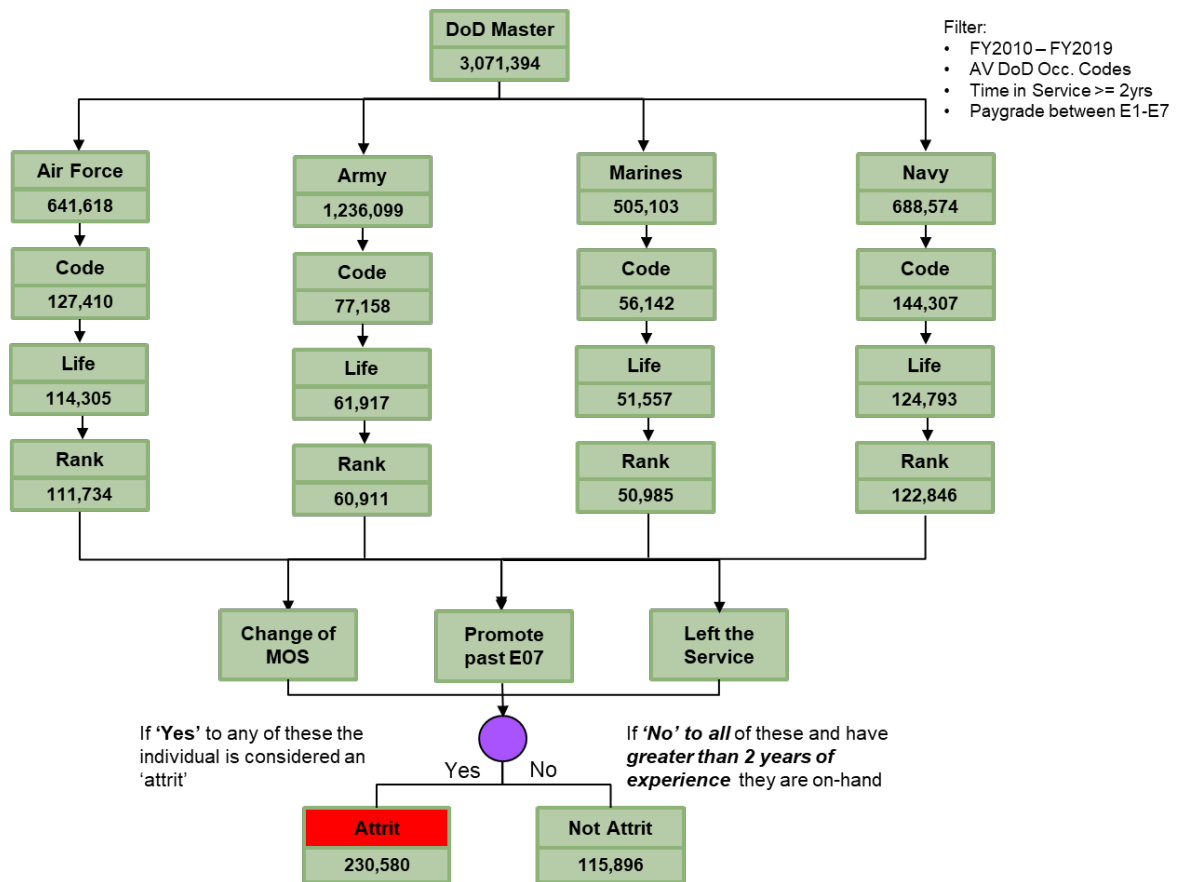 DoD Master
3,071,394
Filter:
• FY2010 – FY2019
• AV DoD Occ. Codes
• Time in Service >= 2yrs
• Paygrade between E1-E7
Air Force
641,618
Army
1,236,099
Marines
505,103
Navy
688,574
Code
127,410
Code
77,158
Code
56,142
Code
144,307
Life
114,305
Life
61,917
Life
51,557
Life
124,793
Rank
111,734
Rank
60,911
Rank
50,985
Rank
122,846
Change of
MOS
Promote
past E07
Left the
Service
If ‘Yes’ to any of these the
individual is considered an
‘attrit’
If ‘No’ to all of these and have
greater than 2 years of
experience they are on-hand
Yes
No
Attrit
230,580
Not Attrit
115,896